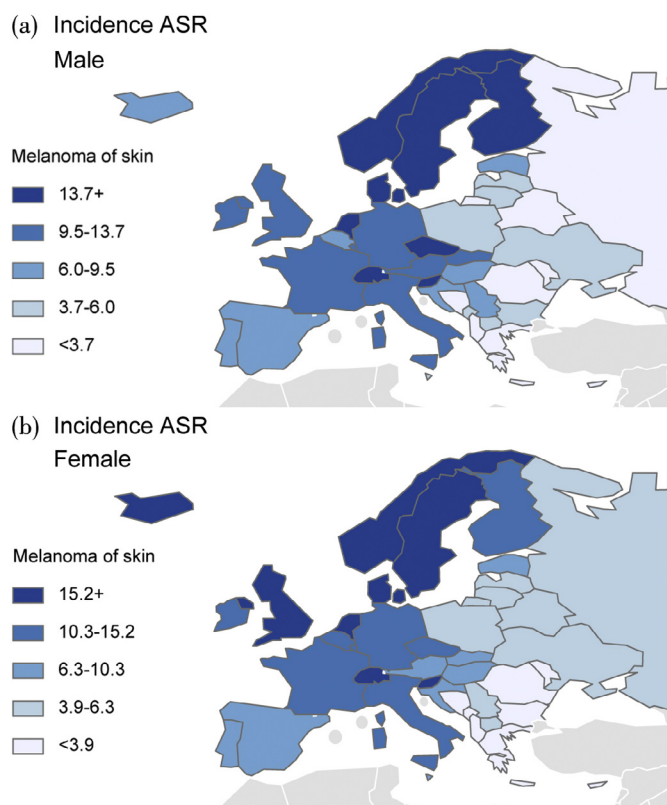 (a) Incidence ASR
Male
Melanoma of skin
13.7+
9.5-13.7
6.0-9.5
3.7-6.0
<3.7
(b) Incidence ASR
Female
Melanoma of skin
15.2+
10.3-15.2
6.3-10.3
3.9-6.3
<3.9